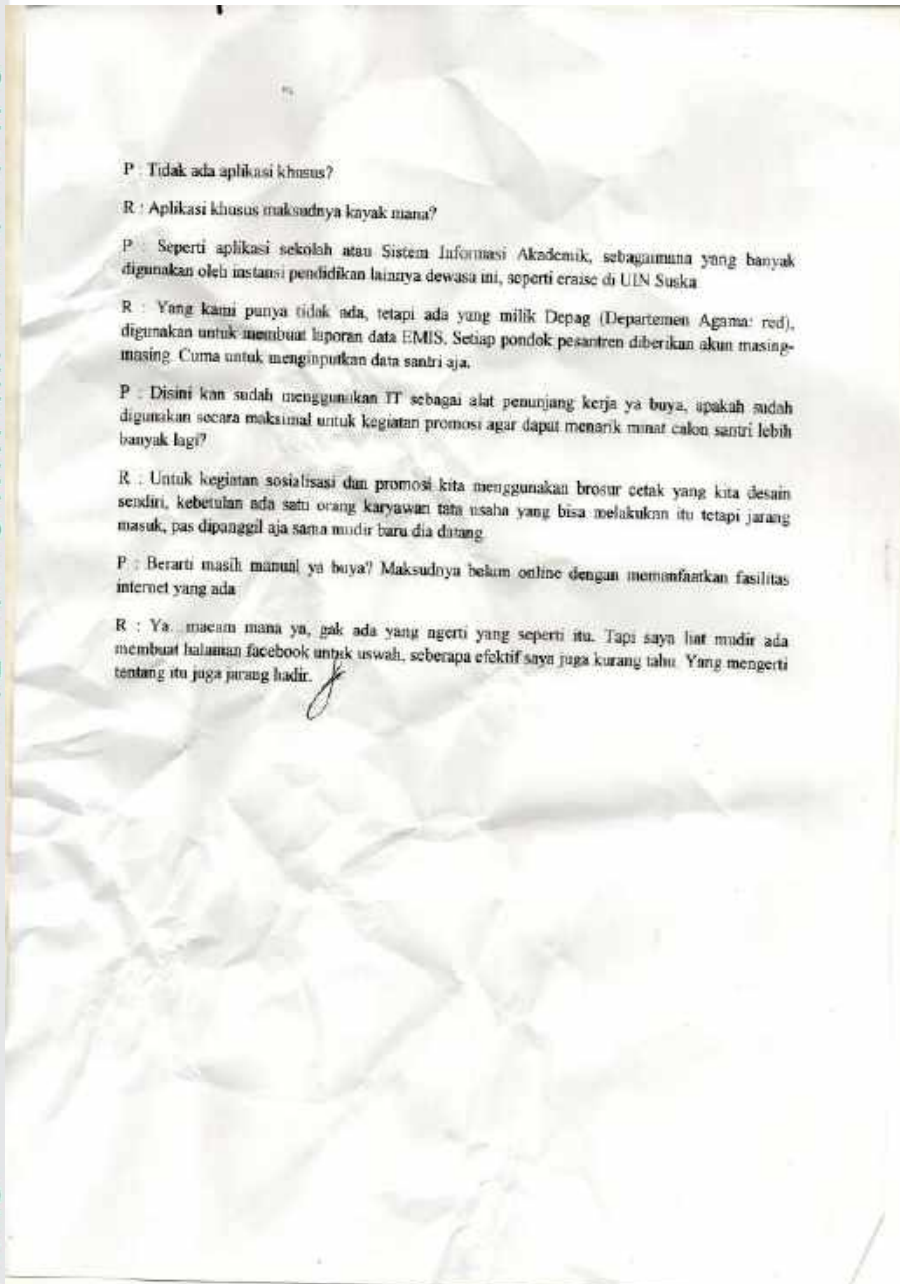 P : Tidak ada aplikasi khusus?
R : Aplikasi khusus maksudnya kayak mana?
P : Seperti aplikasi sekolah atau Sistem Informasi Akademik, sebagaimana yang banyak
digunakan oleh instansi pendidikan lainnya dewasa ini, seperti eraise di UIN Suska
R : Yang kami punya tidak ada, tetapi ada yang milik Depag (Departemen Agama: red),
digunakan untuk membuat laporan data EMIS. Setiap pondok pesantren diberikan akun masing-
masing. Cuma untuk menginputkan data santri aja.
P : Disini kan sudah menggunakan IT sebagai alat penunjang kerja ya buya, apakah sudah
digunakan secara maksimal untuk kegiatan promosi agar dapat menarik minat calon santri lebih
banyak lagi?
R : Untuk kegiatan sosialisasi dan promosi kita menggunakan brosur cetak yang kita desain
sendiri, kebetulan ada satu orang karyawan tata usaha yang bisa melakukan itu tetapi jarang
masuk, pas dipanggil aja sama mudir baru dia datang.
P : Berarti masih manual ya buya? Maksudnya belum online dengan memanfaatkan fasilitas
internet yang ada
R : Ya...macam mana ya, gak ada yang ngerti yang seperti itu. Tapi saya liat mudir ada
membuat halaman facebook untuk uswah, seberapa efektif saya juga kurang tahu. Yang mengerti
tentang itu juga jarang hadir.